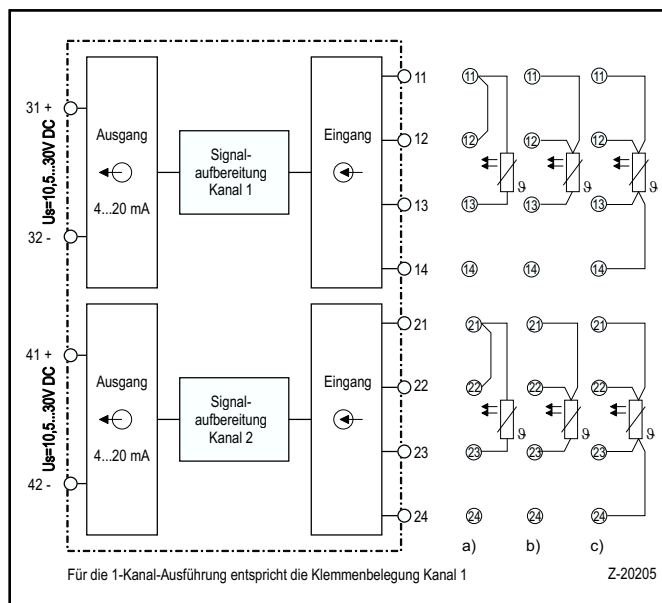 31 +
Us=10,5...30V DC
32 -
Ausgang
4...20 mA
Signal-
aufbereitung
Kanal 1
Eingang
11
12
13
14
11 11 11
12 12 12
ϑ ϑ ϑ
13 13 13
14 14 14
41 +
Us=10,5...30V DC
42 -
Ausgang
4...20 mA
Signal-
aufbereitung
Kanal 2
Eingang
21
22
23
24
21 21 21
22 22 22
ϑ ϑ ϑ
23 23 23
24 24 24
a) b) c)
Für die 1-Kanal-Ausführung entspricht die Klemmenbelegung Kanal 1
Z-20205